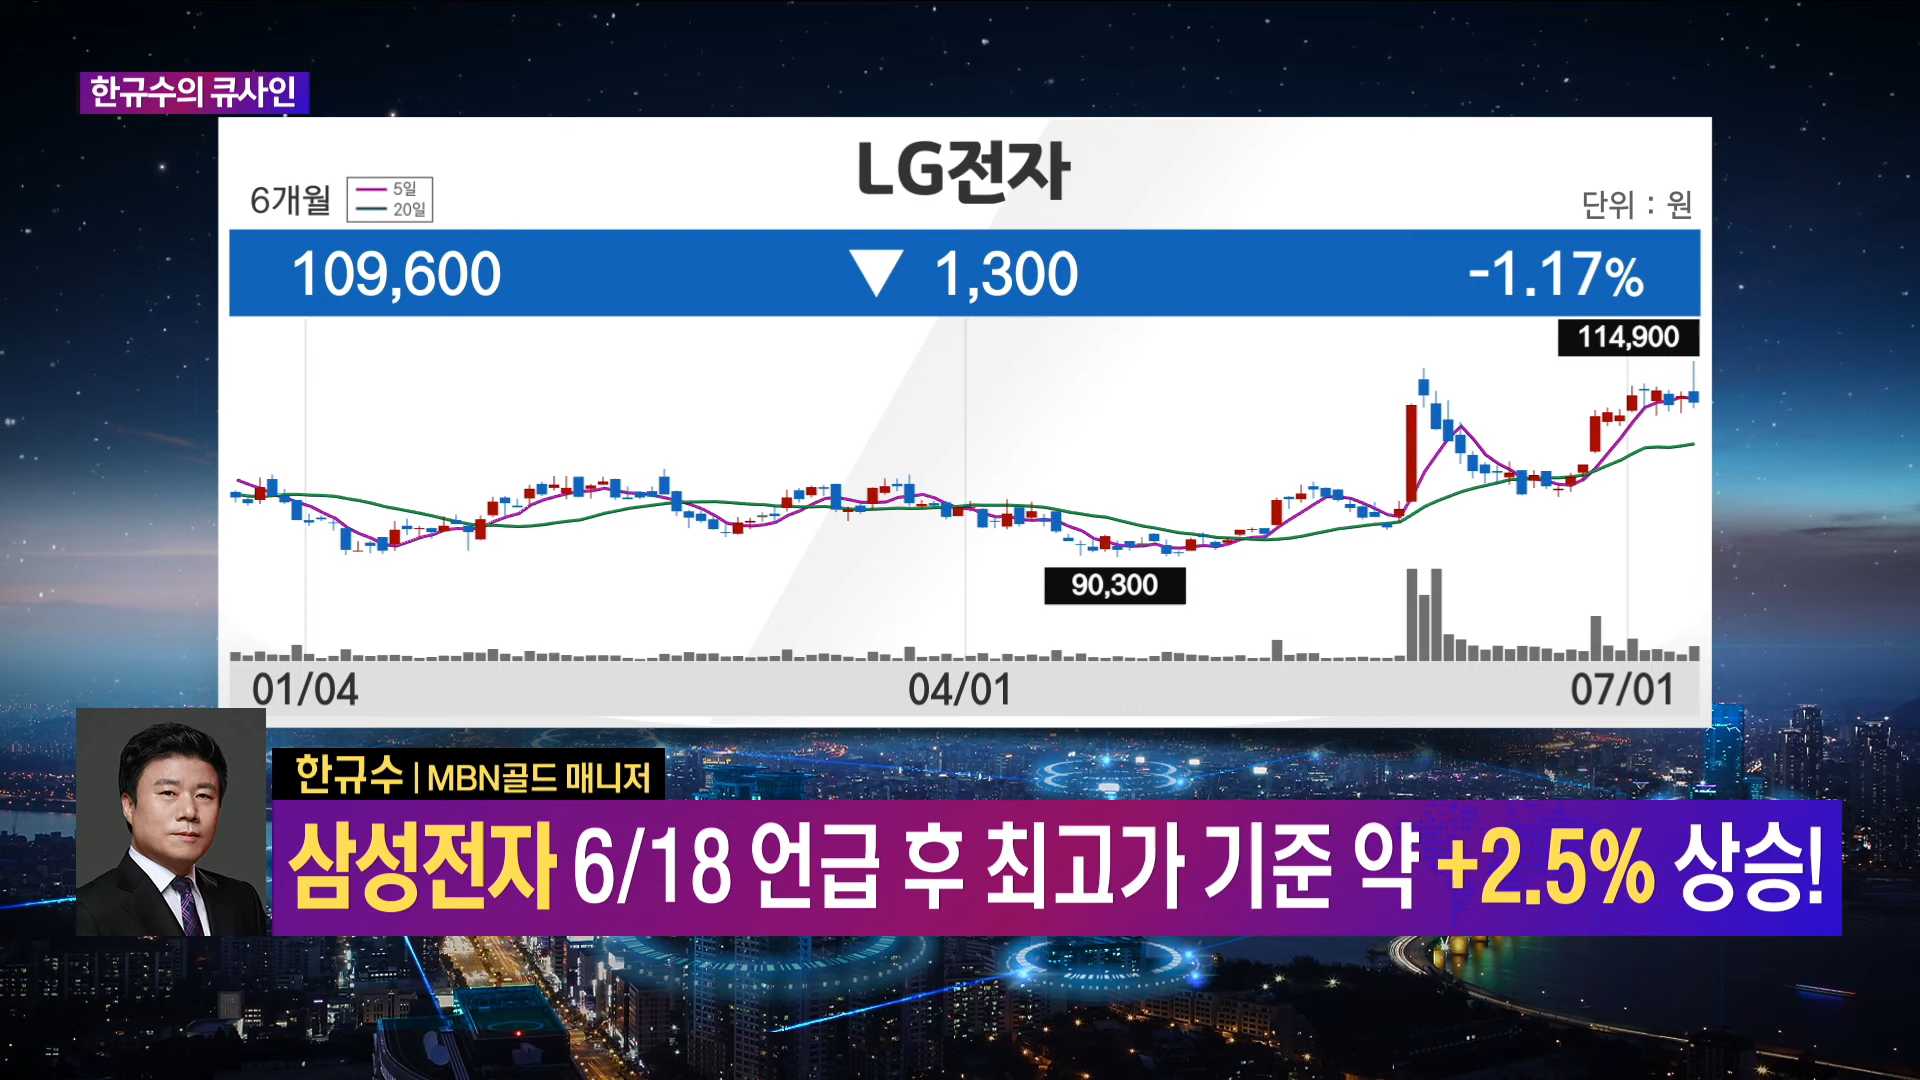 한규수의 큐사인
LG전자
6개월
5일
20일
단위 : 원
109,600 ▼ 1,300 -1.17%
114,900
90,300
01/04 04/01 07/01
한규수 | MBN골드 매니저
삼성전자 6/18 언급 후 최고가 기준 약 +2.5% 상승!